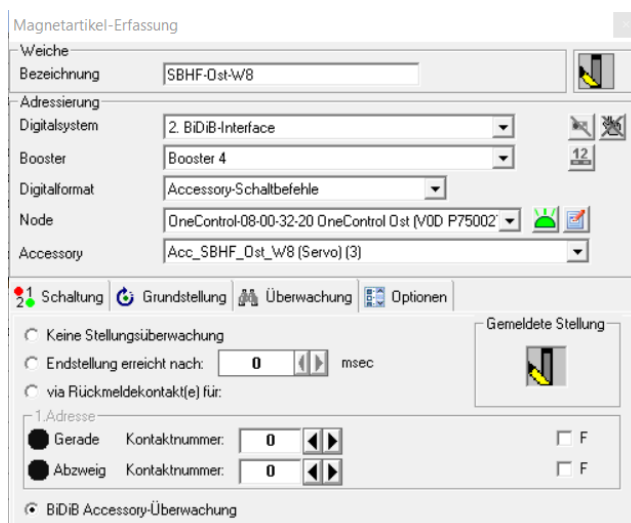 Magnetartikel-Erfassung
Weiche
Bezeichnung SBHF-Ost-W8
Adressierung
Digitalsystem 2. BiDiB-Interface
Booster Booster 4 12
Digitalformat Accessory-Schaltbefehle
Node OneControl-08-00-32-20 OneControl Ost (V0D P75002
Accessory Acc_SBHF_Ost_W8 (Servo) (3)
Schaltung Grundstellung Überwachung Optionen
Keine Stellungsüberwachung Gemeldete Stellung
Endstellung erreicht nach: 0 msec
via Rückmeldekontakt(e) für:
1.Adresse
Gerade Kontaktnummer: 0 F
Abzweig Kontaktnummer: 0 F
BiDiB Accessory-Überwachung